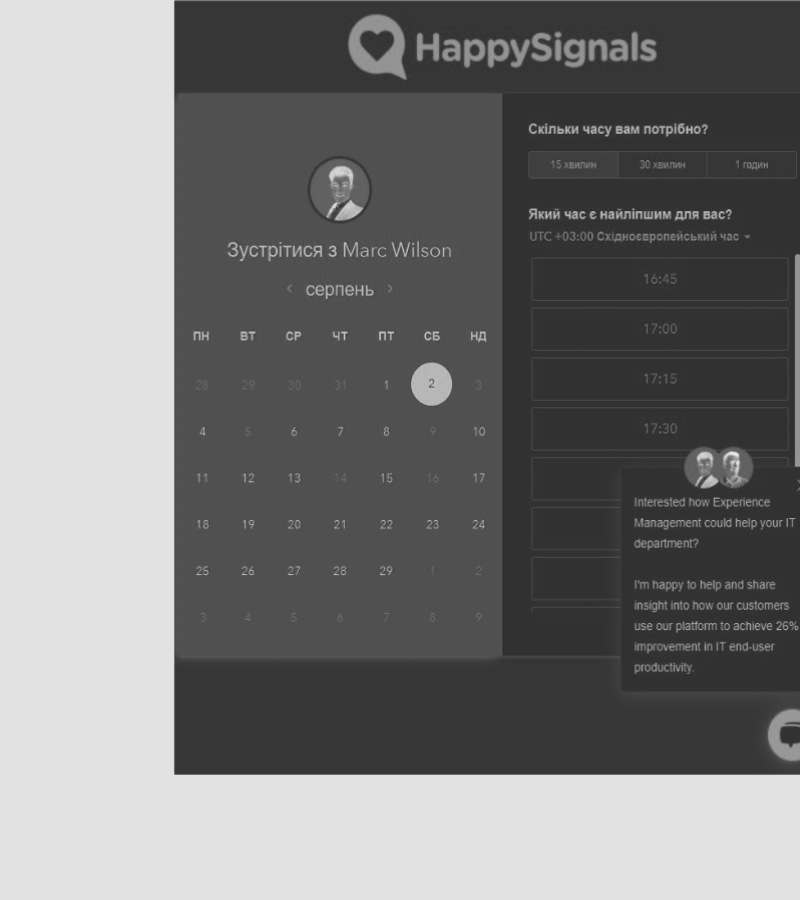 HappySignals
Зустрітися з Marc Wilson
серпень
ПН ВТ СР ЧТ ПТ СБ НД
28 29 30 31 1 2 3
4 5 6 7 8 9 10
11 12 13 14 15 16 17
18 19 20 21 22 23 24
25 26 27 28 29 1 2
3 4 5 6 7 8 9
Скільки часу вам потрібно?
15 хвилин 30 хвилин 1 годин
Який час є найліпшим для вас?
UTC +03:00 Східноєвропейський час
16:45
17:00
17:15
17:30
Interested how Experience
Management could help your IT
department?
I'm happy to help and share
insight into how our customers
use our platform to achieve 26%
improvement in IT end-user
productivity.